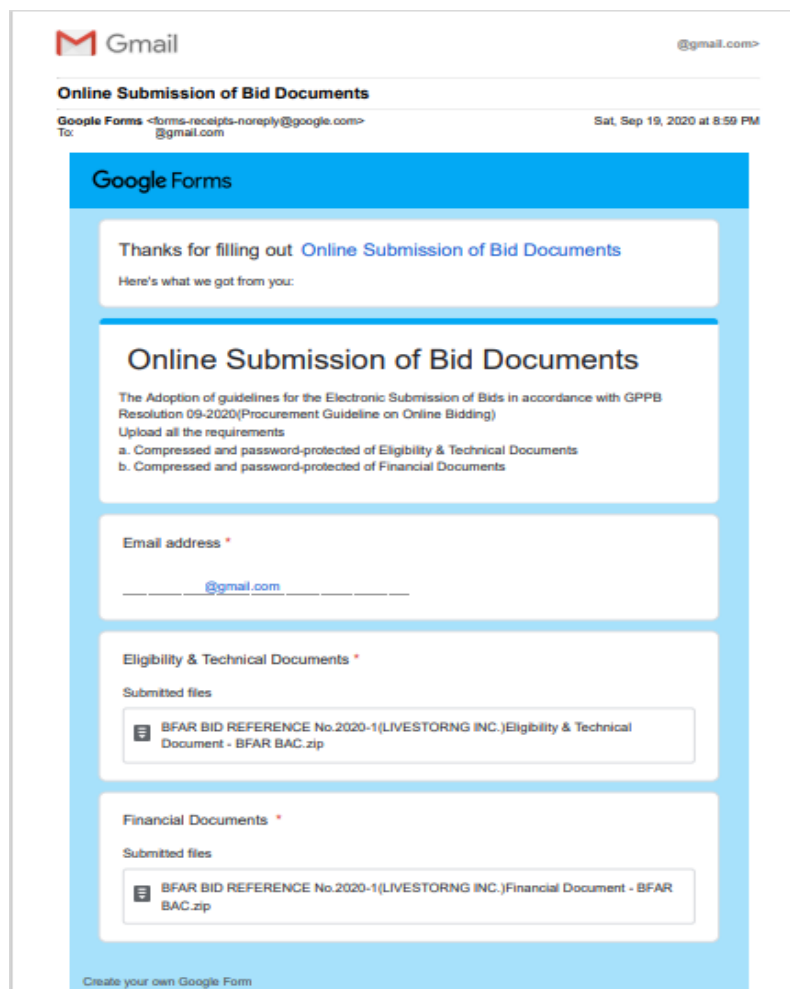 Gmail
@gmail.com>
Online Submission of Bid Documents
Goople Forms <forms-receipts-noreply@google.com>
Sat, Sep 19, 2020 at 8:59 PM
To: @gmail.com
Google Forms
Thanks for filling out Online Submission of Bid Documents
Here's what we got from you:
Online Submission of Bid Documents
The Adoption of guidelines for the Electronic Submission of Bids in accordance with GPPB
Resolution 09-2020(Procurement Guideline on Online Bidding)
Upload all the requirements
a. Compressed and password-protected of Eligibility & Technical Documents
b. Compressed and password-protected of Financial Documents
Email address *
@gmail.com
Eligibility & Technical Documents *
Submitted files
BFAR BID REFERENCE No.2020-1(LIVESTORNG INC.)Eligibility & Technical
Document - BFAR BAC.zip
Financial Documents *
Submitted files
BFAR BID REFERENCE No.2020-1(LIVESTORNG INC.)Financial Document - BFAR
BAC.zip
Create your own Google Form